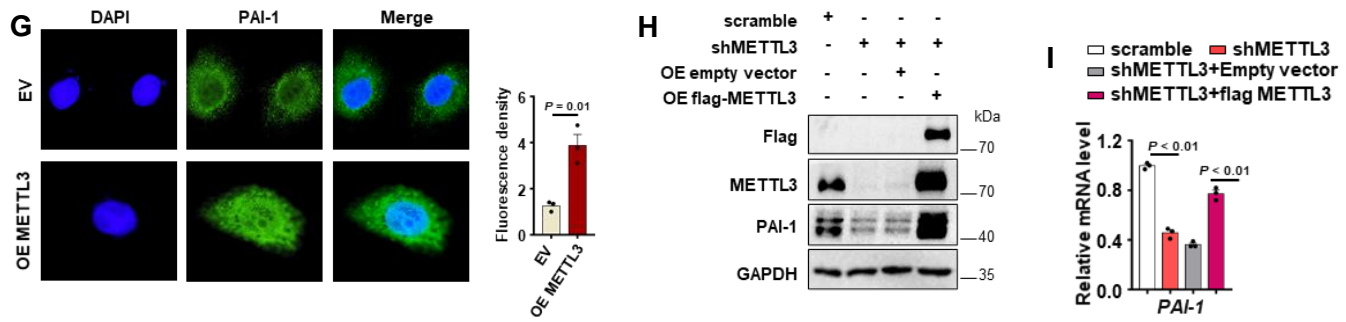 G
DAPI PAI-1 Merge
EV
OE METTL3
Fluorescence density
6
4
2
0
P = 0.01
EV
OE METTL3
H
scramble + - - -
shMETTL3 - + + +
OE empty vector - - + -
OE flag-METTL3 - - - +
kDa
Flag —70
METTL3 —70
PAI-1 —40
GAPDH —35
I
scramble shMETTL3
shMETTL3+Empty vector
shMETTL3+flag METTL3
Relative mRNA level
1.2
0.8
0.4
0.0
P < 0.01
P < 0.01
PAI-1